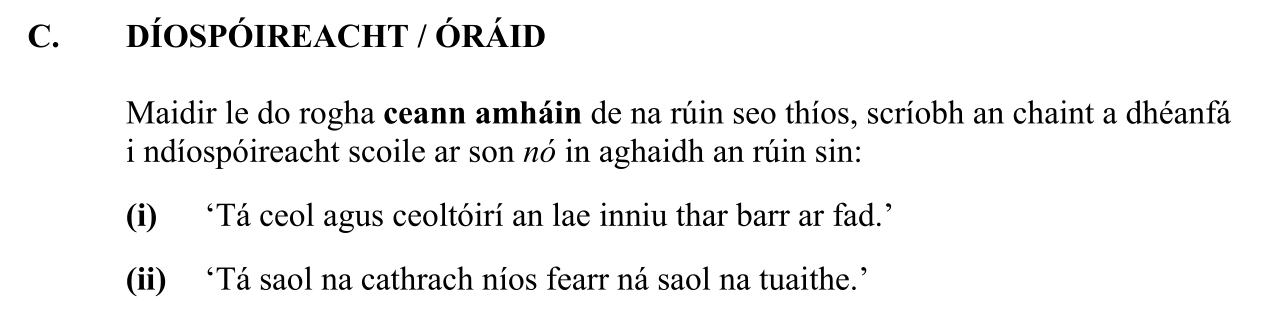 C. DÍOSPÓIREACHT / ÓRÁID
Maidir le do rogha ceann amháin de na rúin seo thíos, scríobh an chaint a dhéanfá
i ndíospóireacht scoile ar son nó in aghaidh an rúin sin:
(i) ‘Tá ceol agus ceoltóirí an lae inniu thar barr ar fad.’
(ii) ‘Tá saol na cathrach níos fearr ná saol na tuaithe.’